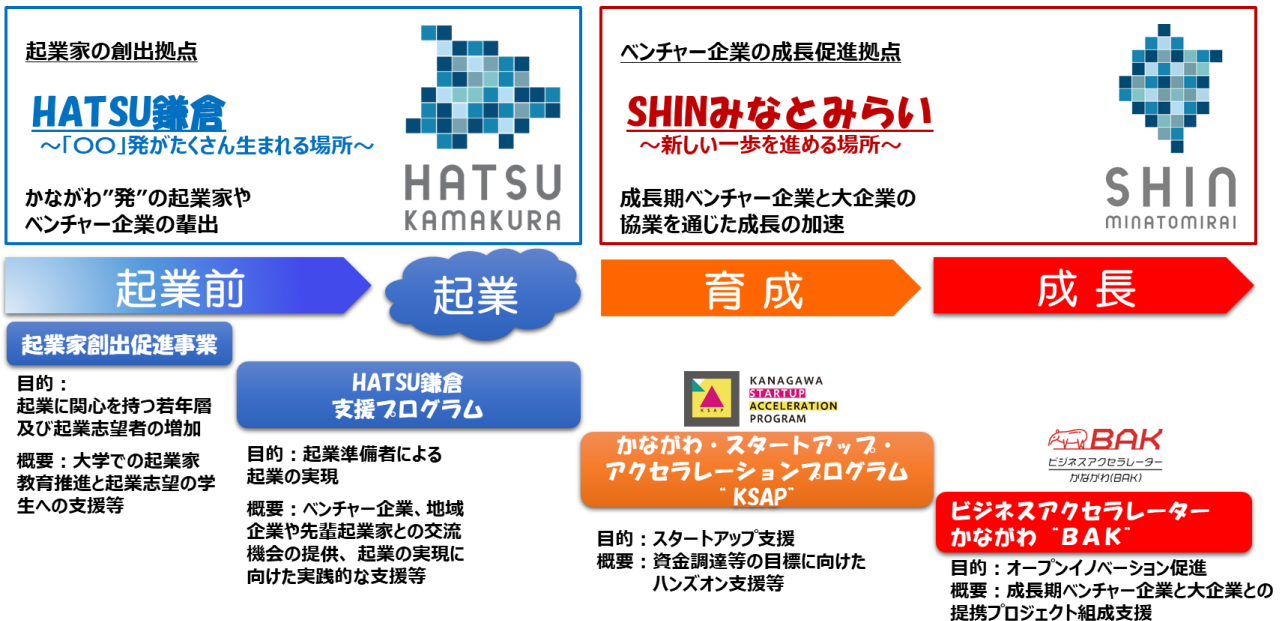 起業家の創出拠点
HATSU鎌倉
～「〇〇」発がたくさん生まれる場所～
かながわ”発”の起業家や
ベンチャー企業の輩出
HATSU
KAMAKURA
ベンチャー企業の成長促進拠点
SHINみなとみらい
～新しい一歩を進める場所～
成長期ベンチャー企業と大企業の
協業を通じた成長の加速
SHIN
MINATOMIRAI
起業前
起業
育成
成長
起業家創出促進事業
目的：
起業に関心を持つ若年層
及び起業志望者の増加
概要：大学での起業家
教育推進と起業志望の学
生への支援等
HATSU鎌倉
支援プログラム
目的：起業準備者による
起業の実現
概要：ベンチャー企業、地域
企業や先輩起業家との交流
機会の提供、起業の実現に
向けた実践的な支援等
KSAP
KANAGAWA
STARTUP
ACCELERATION
PROGRAM
かながわ・スタートアップ・
アクセラレーションプログラム
“KSAP”
目的：スタートアップ支援
概要：資金調達等の目標に向けた
ハンズオン支援等
BAK
ビジネスアクセラレーター
かながわ(BAK)
ビジネスアクセラレーター
かながわ “BAK”
目的：オープンイノベーション促進
概要：成長期ベンチャー企業と大企業との
提携プロジェクト組成支援